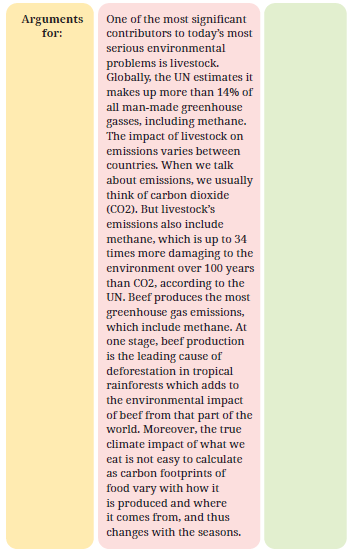 Arguments
for:
One of the most significant
contributors to today's most
serious environmental
problems is livestock.
Globally, the UN estimates it
makes up more than 14% of
all man-made greenhouse
gasses, including methane.
The impact of livestock on
emissions varies between
countries. When we talk
about emissions, we usually
think of carbon dioxide
(CO2). But livestock's
emissions also include
methane, which is up to 34
times more damaging to the
environment over 100 years
than CO2, according to the
UN. Beef produces the most
greenhouse gas emissions,
which include methane. At
one stage, beef production
is the leading cause of
deforestation in tropical
rainforests which adds to
the environmental impact
of beef from that part of the
world. Moreover, the true
climate impact of what we
eat is not easy to calculate
as carbon footprints of
food vary with how it
is produced and where
it comes from, and thus
changes with the seasons.